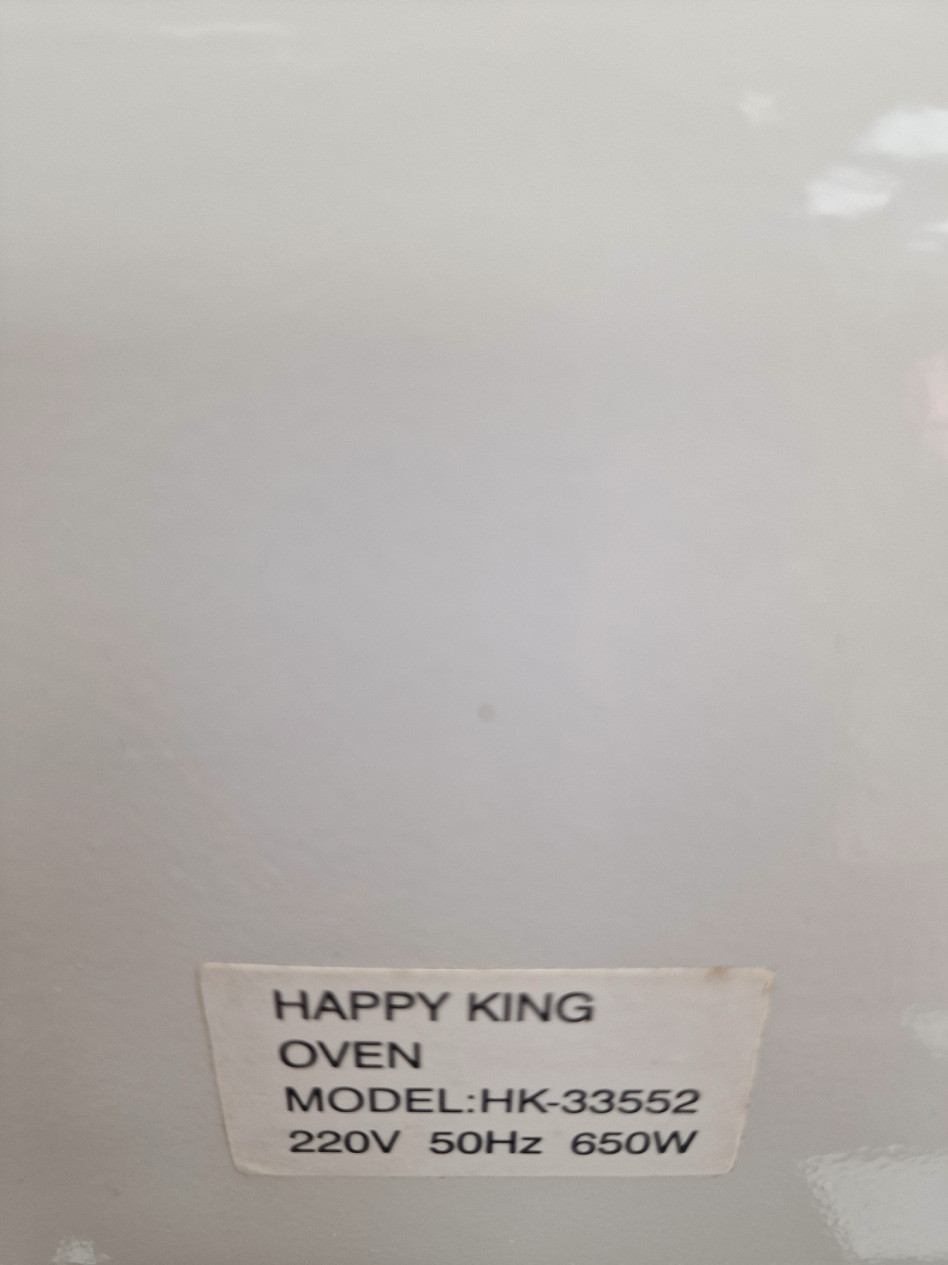 HAPPY KING
OVEN
MODEL:HK-33552
220V 50Hz 650W